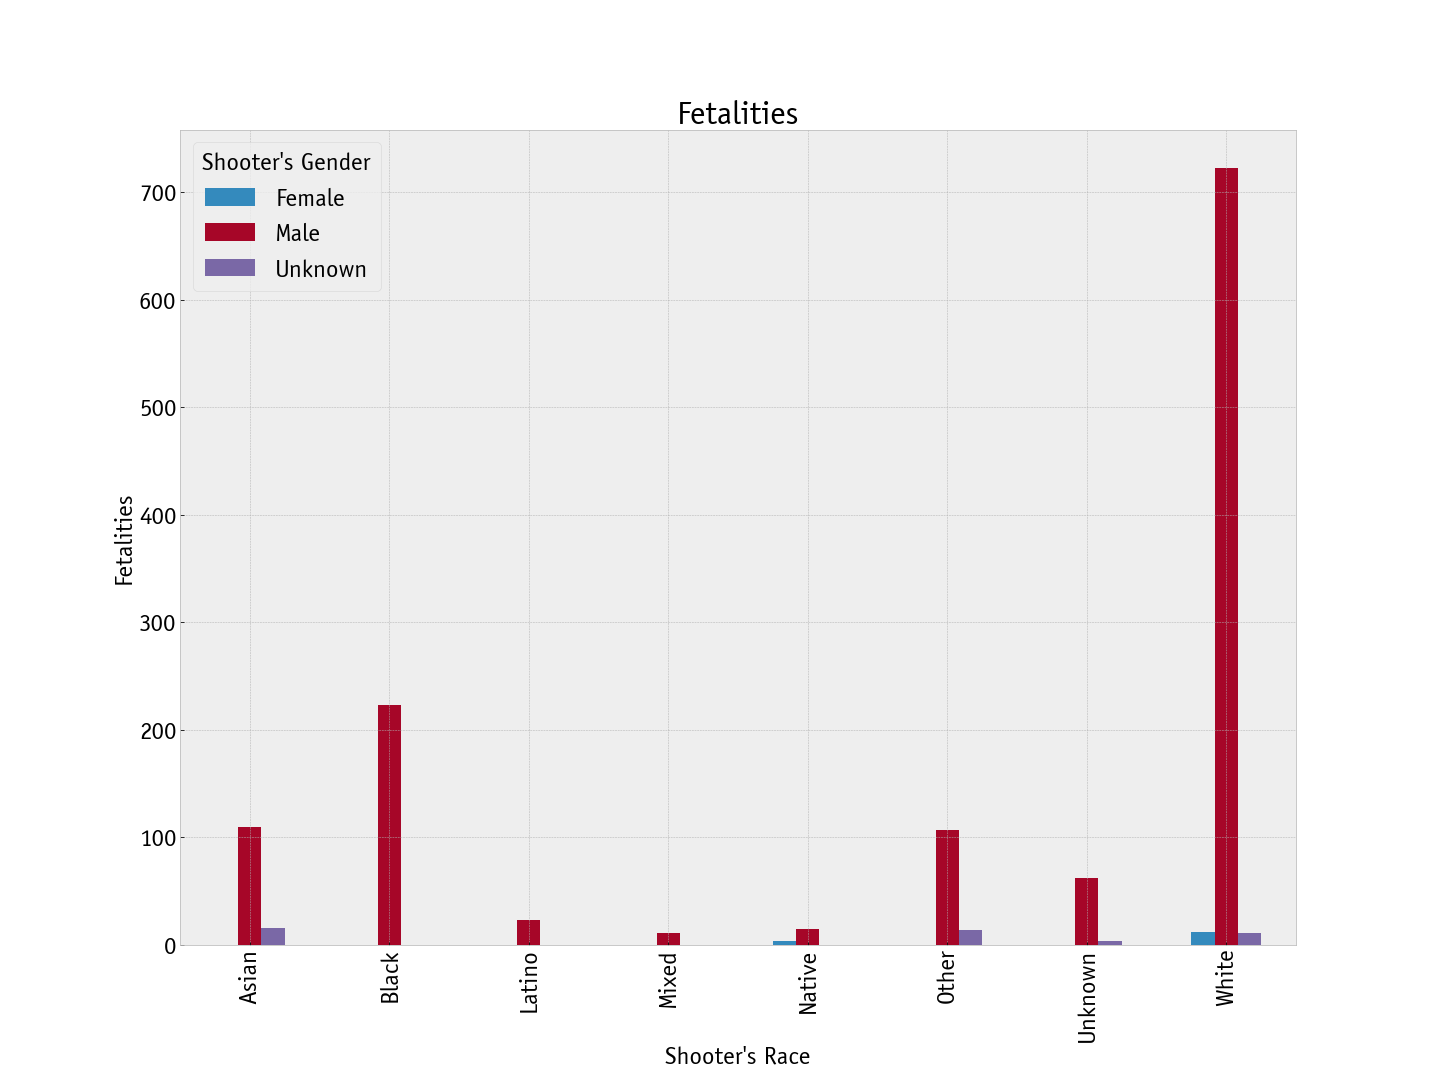 Fetalities
Shooter's Gender
Female
Male
Unknown
700
600
500
400
300
200
100
0
Fetalities
Asian
Black
Latino
Mixed
Native
Other
Unknown
White
Shooter's Race